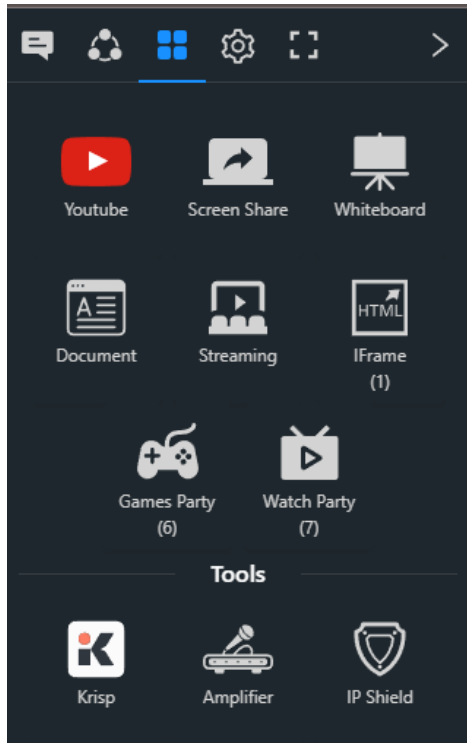 Youtube
Screen Share
Whiteboard
A
HTML
Document
Streaming
IFrame
(1)
Games Party
(6)
Watch Party
(7)
Tools
K
Krisp
Amplifier
IP Shield